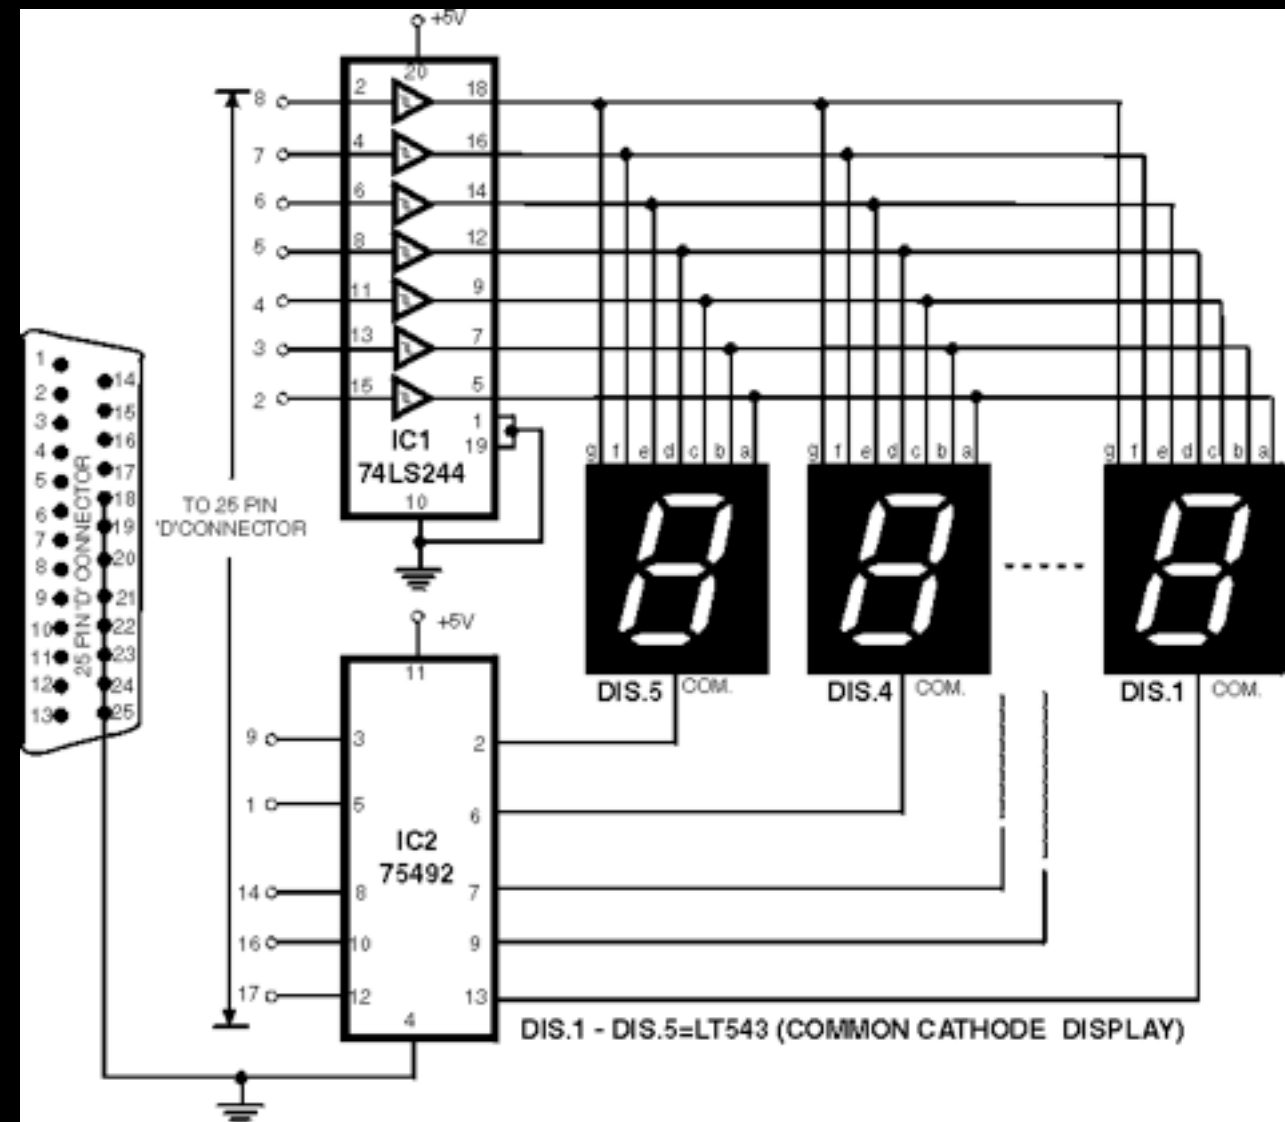 +5V
20
8 2 18
7 4 16
6 6 14
5 8 12
4 11 9
3 13 7
2 15 5
1
19
IC1
74LS244
10
TO 25 PIN
'D'CONNECTOR
1
2
3
4
5
6
7
8
9
10
11
12
13
25 PIN 'D' CONNECTOR
14
15
16
17
18
19
20
21
22
23
24
25
g f e d c b a
g f e d c b a
g f e d c b a
DIS.5 COM.
DIS.4 COM.
DIS.1 COM.
+5V
11
9 3 2
1 5 6
IC2
75492
14 8 7
16 10 9
17 12 13
4
DIS.1 - DIS.5=LT543 (COMMON CATHODE DISPLAY)